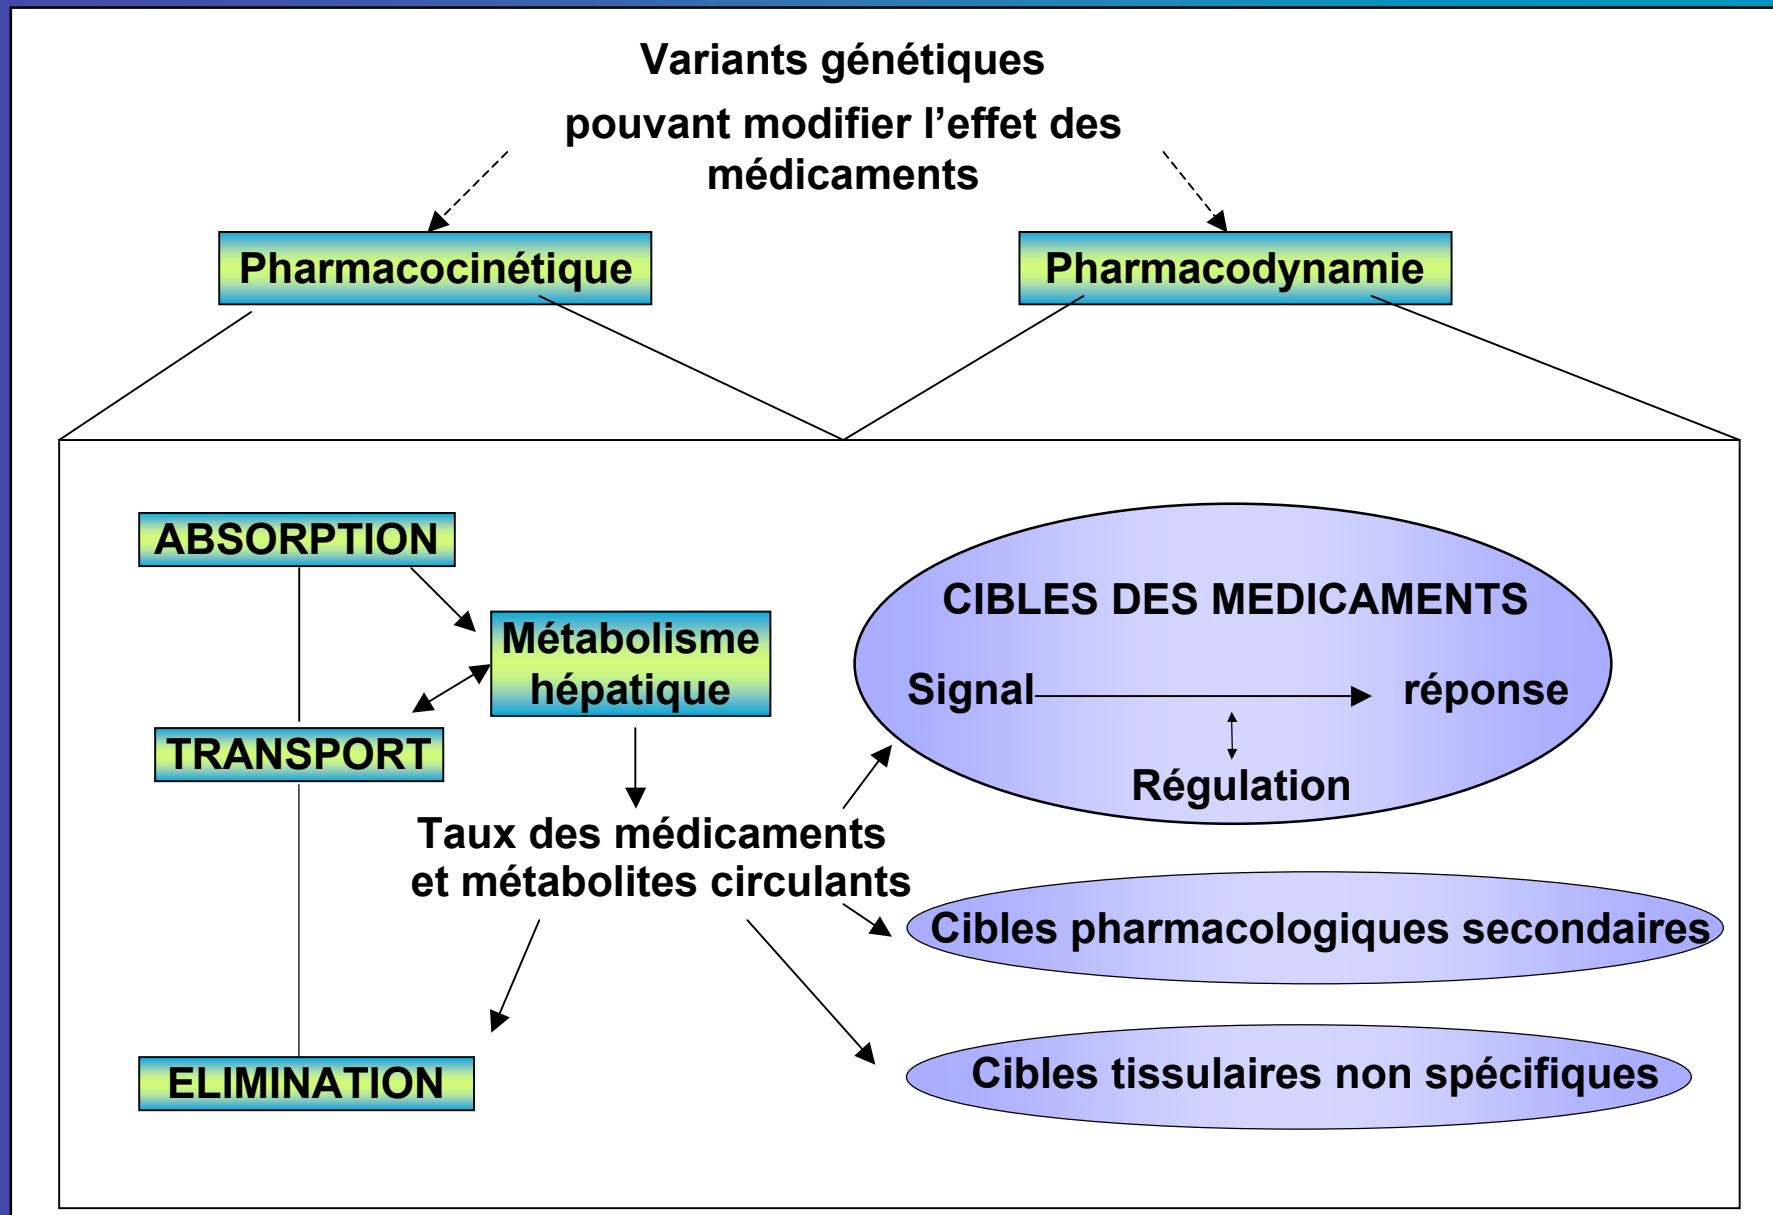 Variants génétiques
pouvant modifier l’effet des
médicaments
Pharmacocinétique
Pharmacodynamie
ABSORPTION
Métabolisme
hépatique
TRANSPORT
Taux des médicaments
et métabolites circulants
ELIMINATION
CIBLES DES MEDICAMENTS
Signal
réponse
Régulation
Cibles pharmacologiques secondaires
Cibles tissulaires non spécifiques